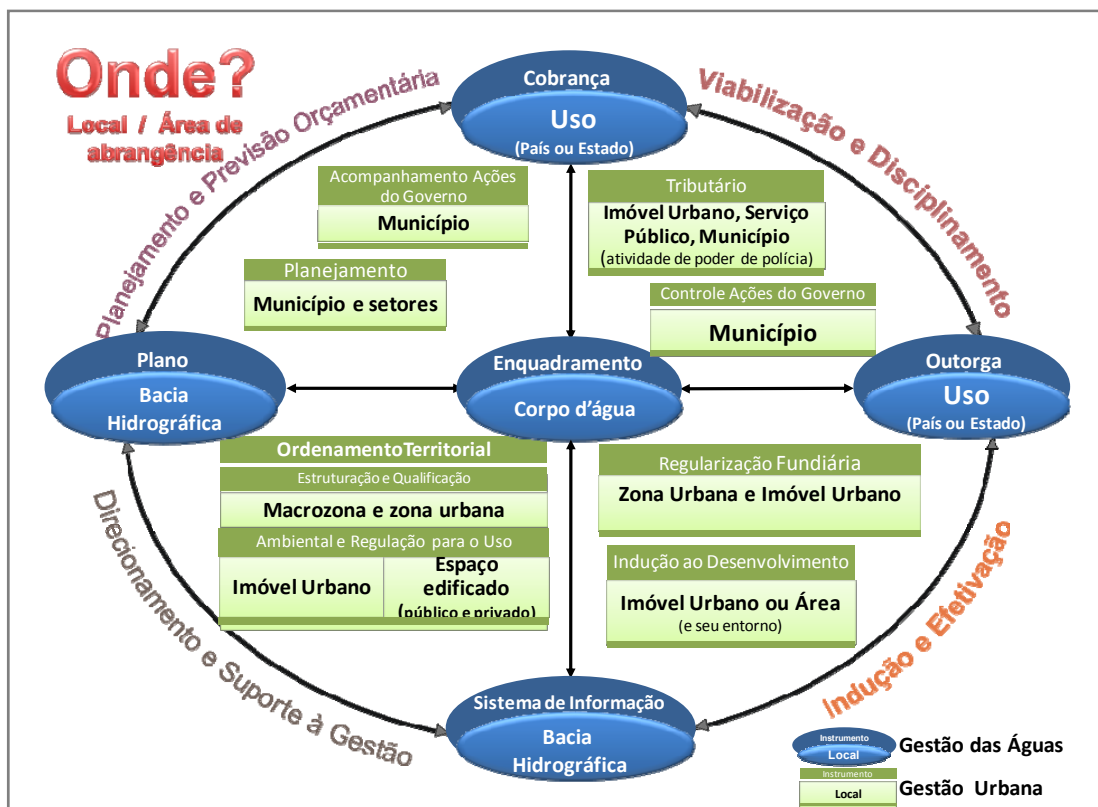 Onde?
Local / Área de
abrangência
Planejamento e Previsão Orçamentária
Viabilização e Disciplinamento
Cobrança
Uso
(País ou Estado)
Acompanhamento Ações
do Governo
Município
Tributário
Imóvel Urbano, Serviço
Público, Município
(atividade de poder de polícia)
Planejamento
Município e setores
Controle Ações do Governo
Município
Plano
Bacia
Hidrográfica
Enquadramento
Corpo d'água
Outorga
Uso
(País ou Estado)
OrdenamentoTerritorial
Estruturação e Qualificação
Macrozona e zona urbana
Ambiental e Regulação para o Uso
Imóvel Urbano
Espaço
edificado
(público e privado)
Regularização Fundiária
Zona Urbana e Imóvel Urbano
Indução ao Desenvolvimento
Imóvel Urbano ou Área
(e seu entorno)
Direcionamento e Suporte à Gestão
Indução e Efetivação
Sistema de Informação
Bacia
Hidrográfica
Instrumento
Local
Gestão das Águas
Instrumento
Local
Gestão Urbana